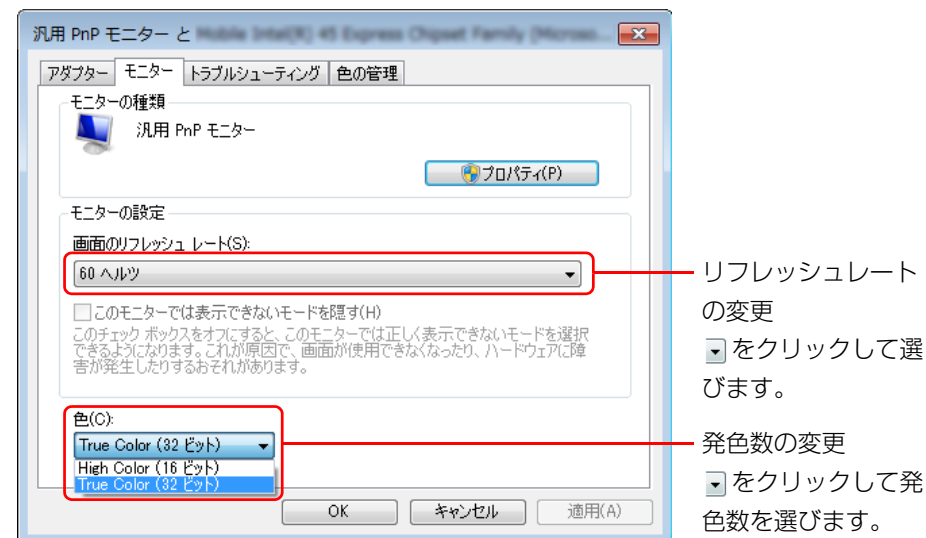 汎用 PnP モニター と Mobile Intel(R) 45 Express Chipset Family (Microso...
アダプター モニター トラブルシューティング 色の管理
モニターの種類
汎用 PnP モニター
プロパティ(P)
モニターの設定
画面のリフレッシュ レート(S):
60 ヘルツ
このモニターでは表示できないモードを隠す(H)
このチェック ボックスをオフにすると、このモニターでは正しく表示できないモードを選択
できるようになります。これが原因で、画面が使用できなくなったり、ハードウェアに障
害が発生したりするおそれがあります。
色(C):
True Color (32 ビット)
High Color (16 ビット)
True Color (32 ビット)
OK キャンセル 適用(A)
リフレッシュレート
の変更
をクリックして選
びます。
発色数の変更
をクリックして発
色数を選びます。